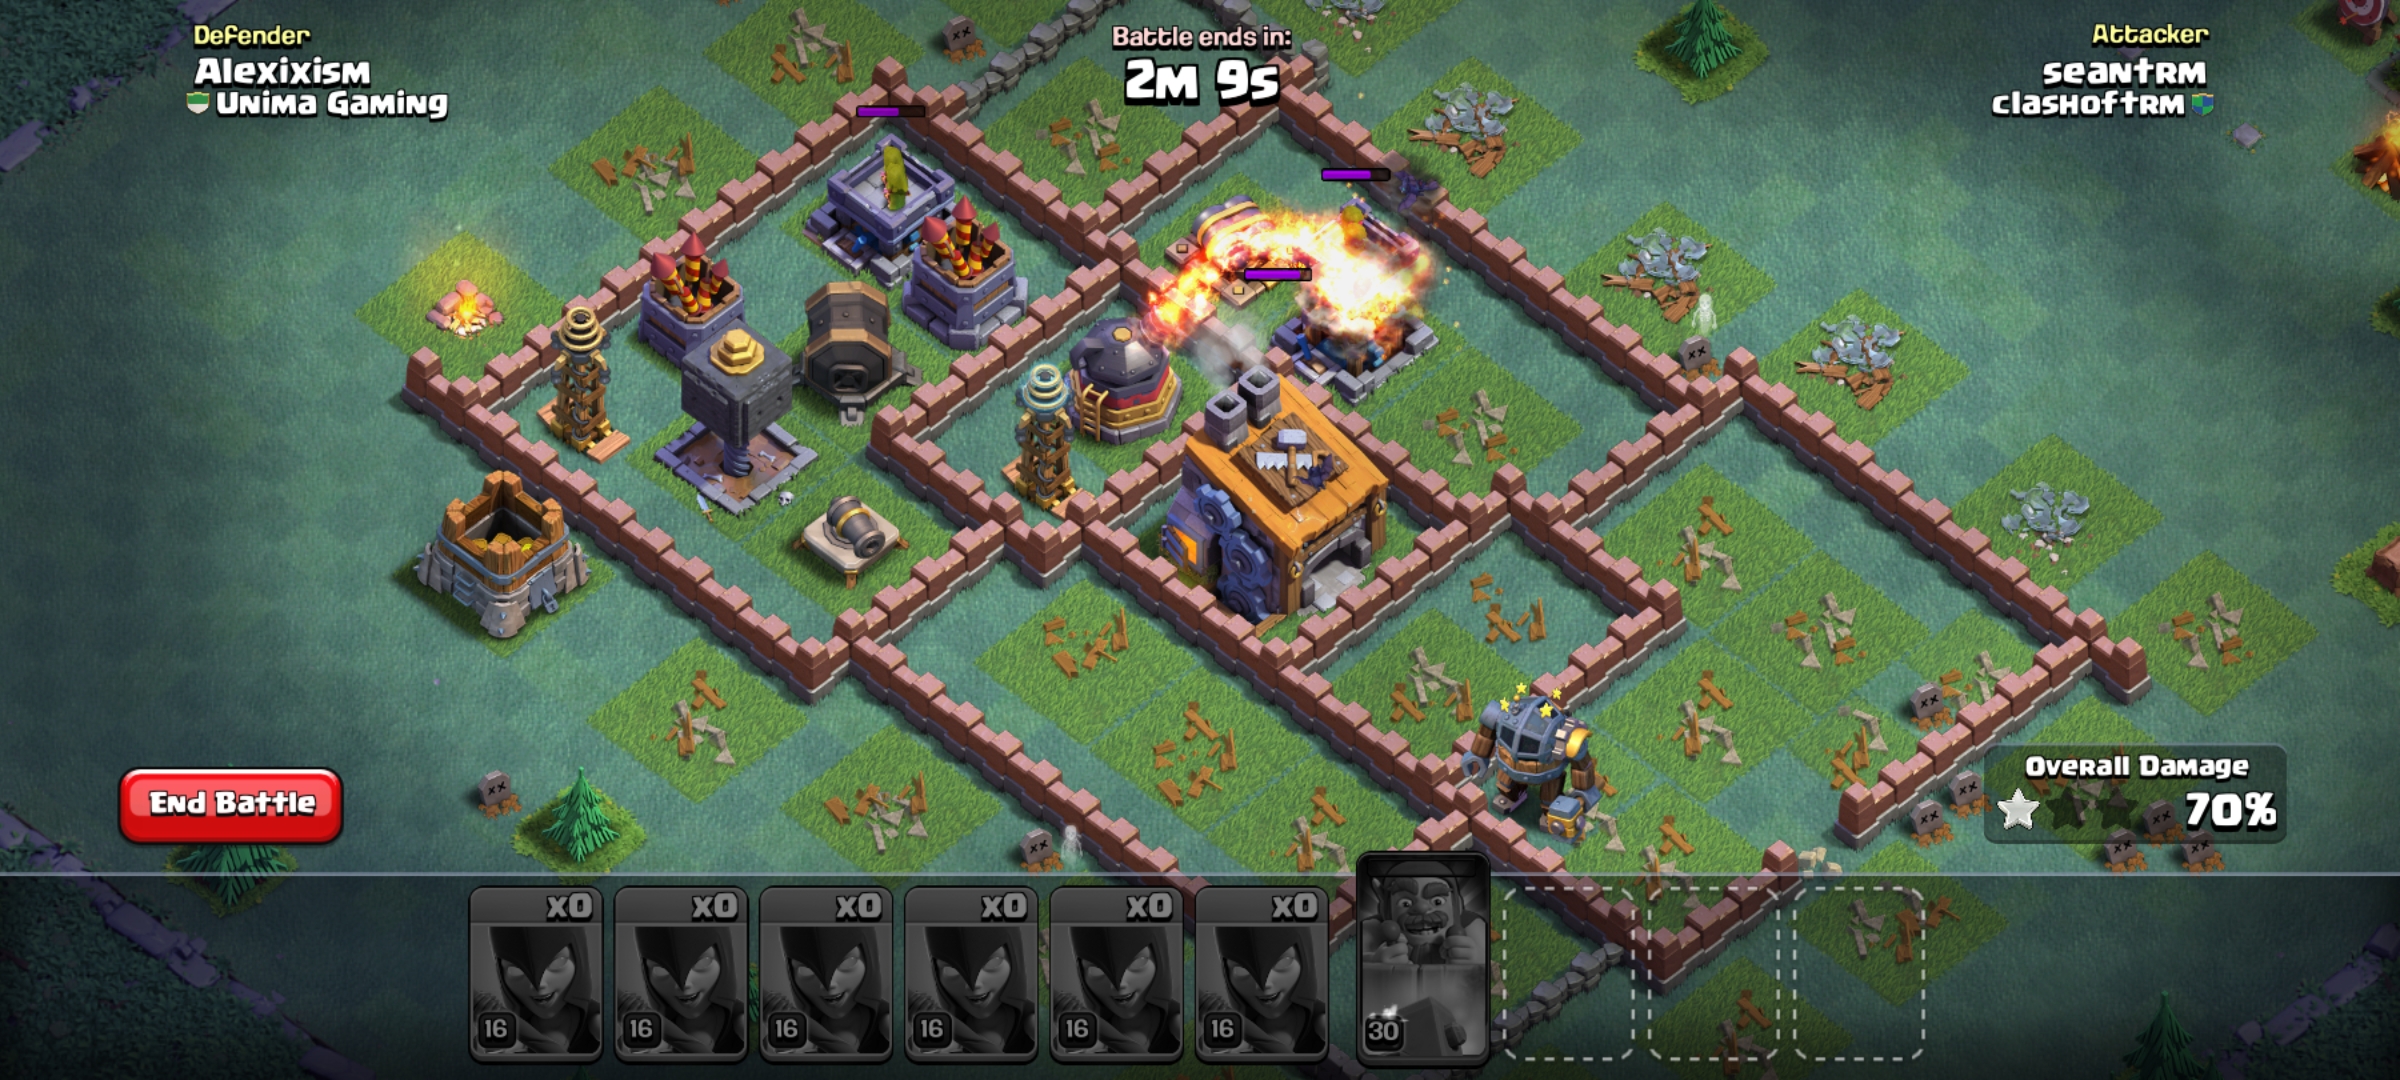 Defender
Alexixism
Unima Gaming
Battle ends in:
2m 9s
Attacker
seantrm
clashoftrm
End Battle
Overall Damage
70%
x0
x0
x0
x0
x0
x0
16
16
16
16
16
16
30